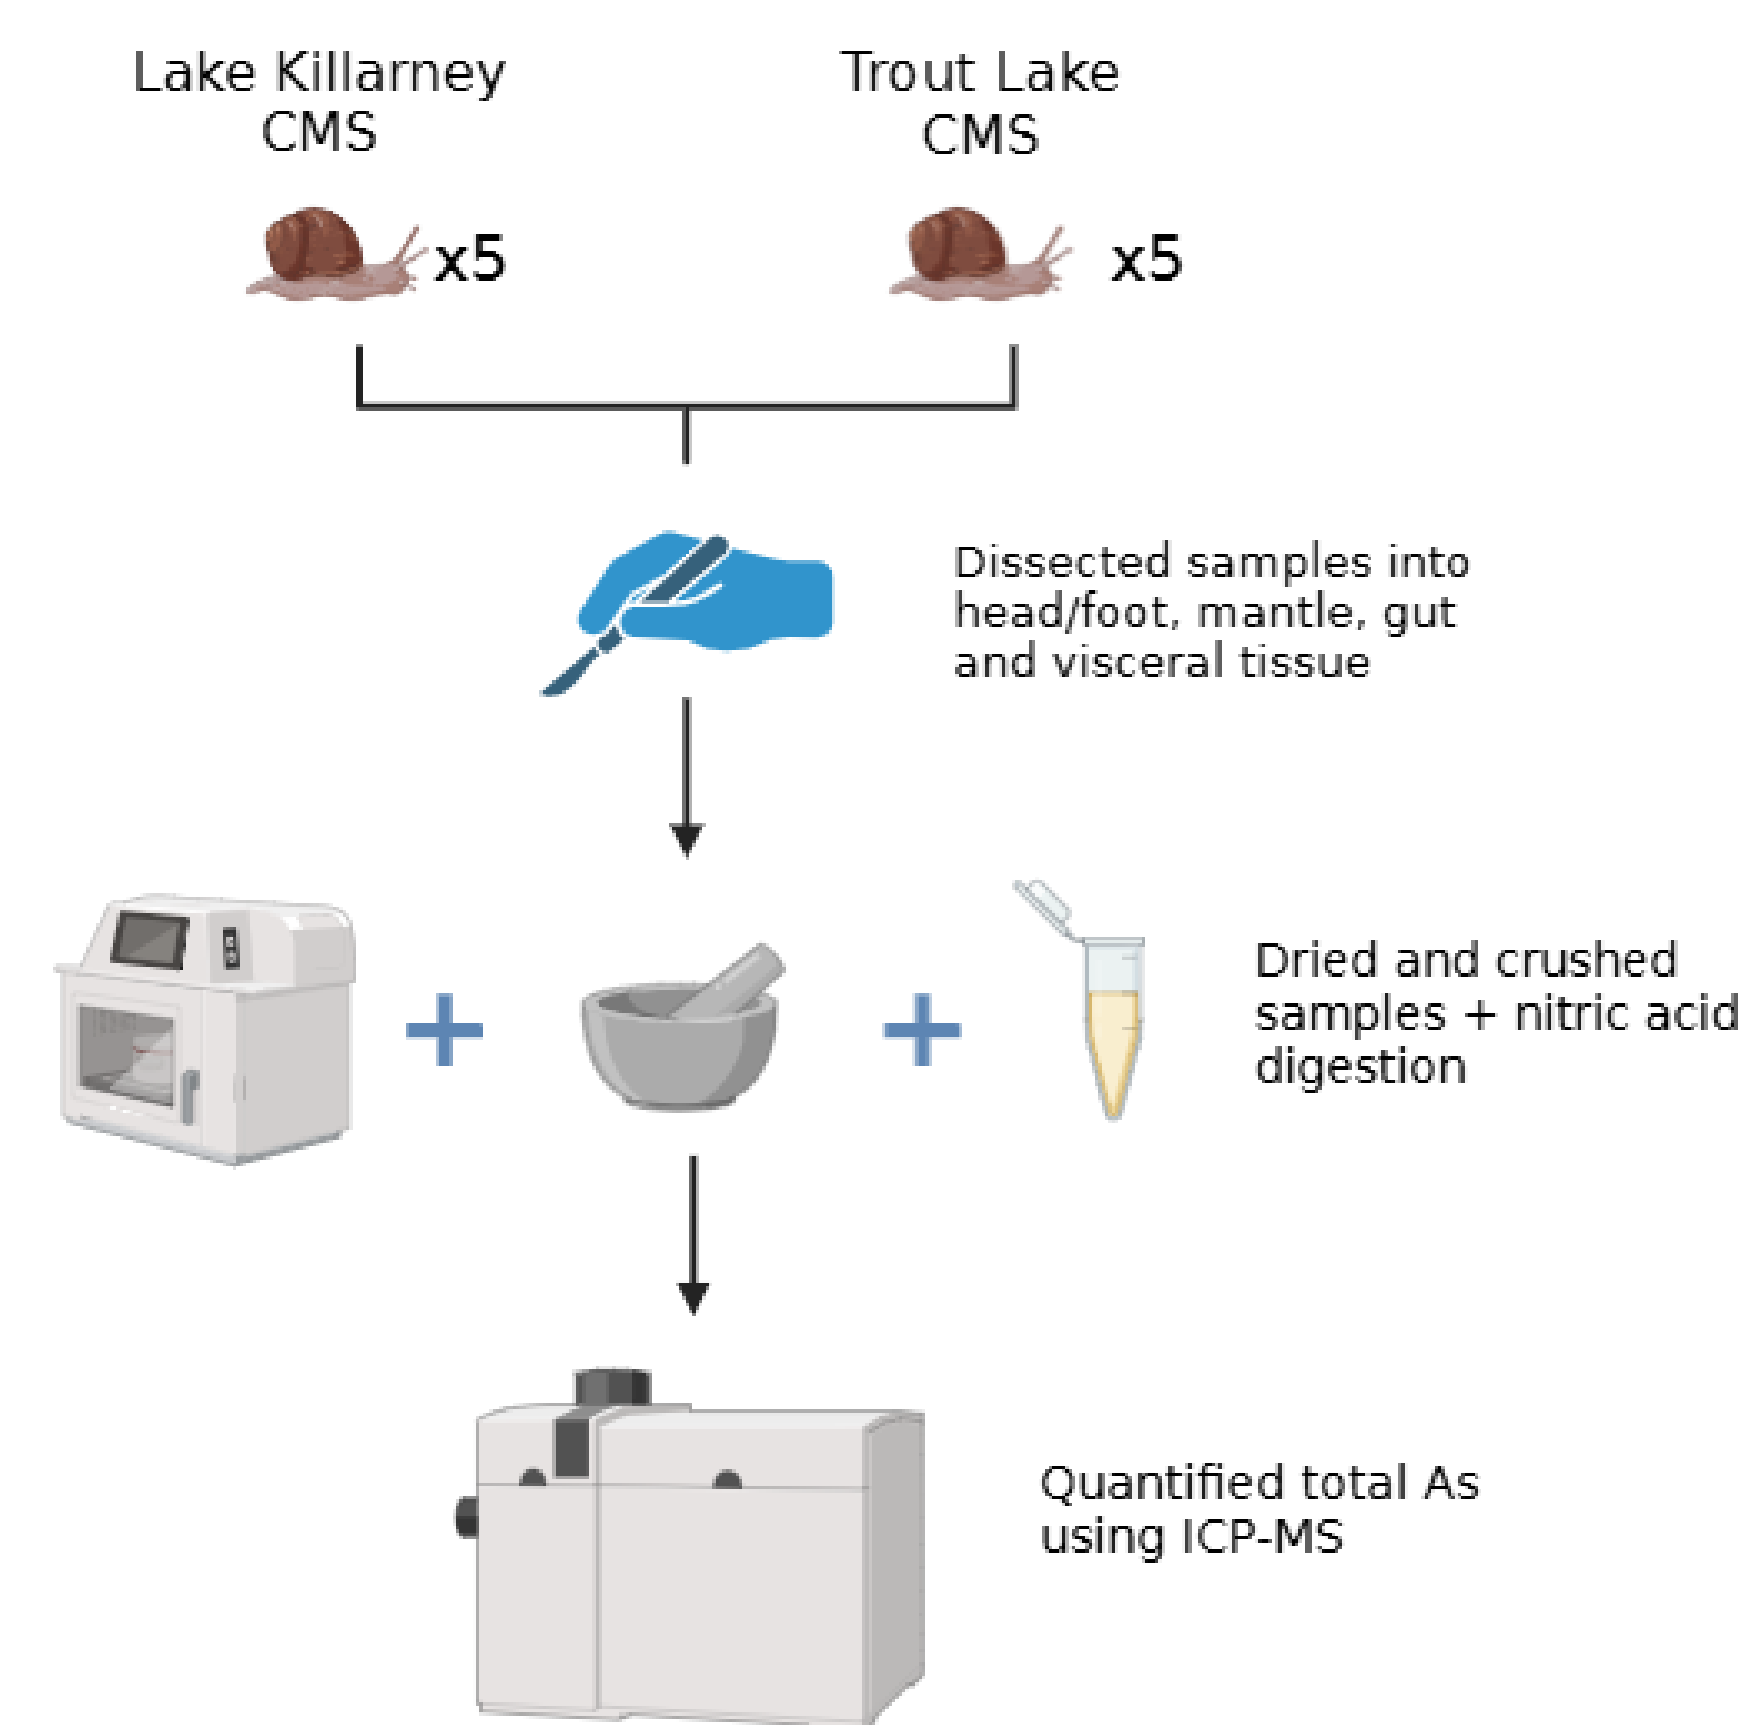 Lake Killarney
CMS
Trout Lake
CMS
x5
x5
Dissected samples into
head/foot, mantle, gut
and visceral tissue
Dried and crushed
samples + nitric acid
digestion
Quantified total As
using ICP-MS